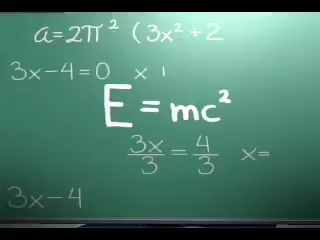 a=2π² (3x²+2
3x-4=0 x
E=mc²
3x/3=4/3 x=
3x-4